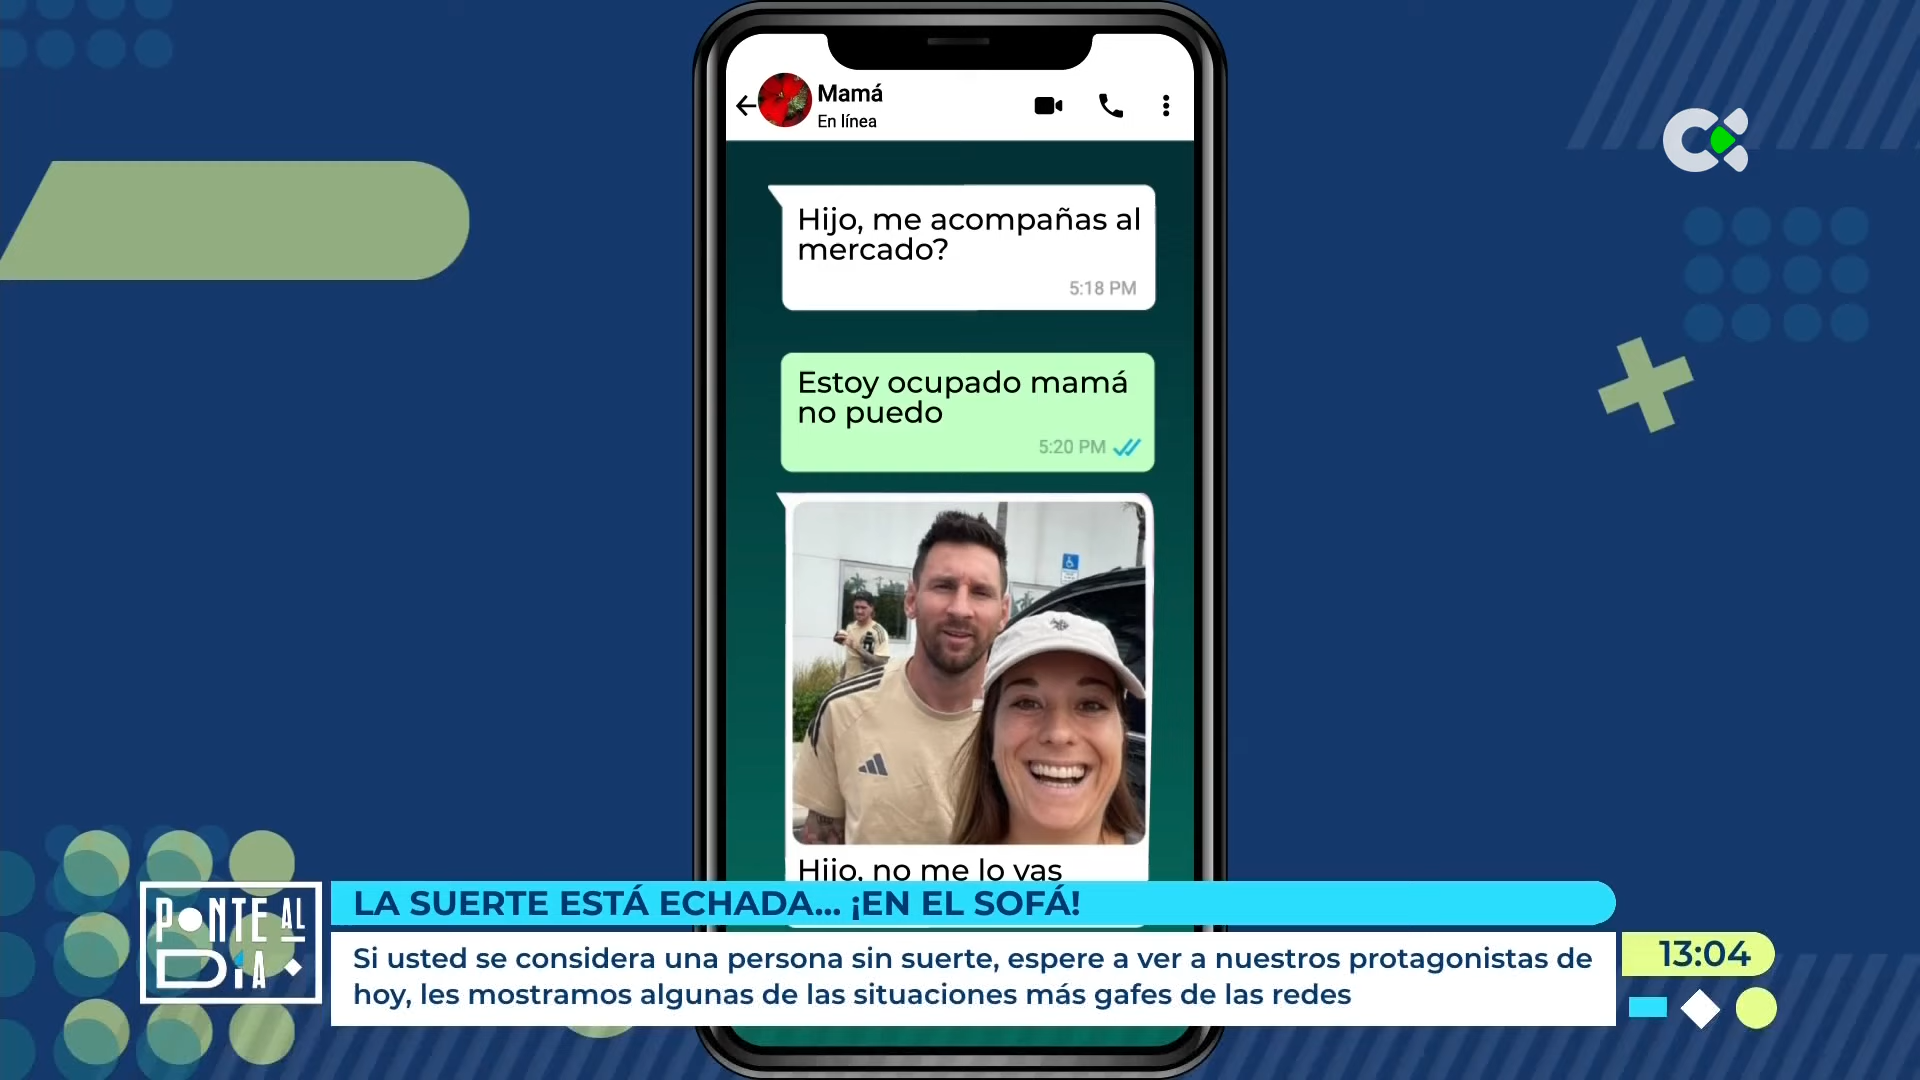 Mamá
En línea
Hijo, me acompañas al
mercado?
5:18 PM
Estoy ocupado mamá
no puedo
5:20 PM
Hijo, no me lo vas
LA SUERTE ESTÁ ECHADA... ¡EN EL SOFÁ!
PONTE AL
DÍA
Si usted se considera una persona sin suerte, espere a ver a nuestros protagonistas de
hoy, les mostramos algunas de las situaciones más gafes de las redes
13:04